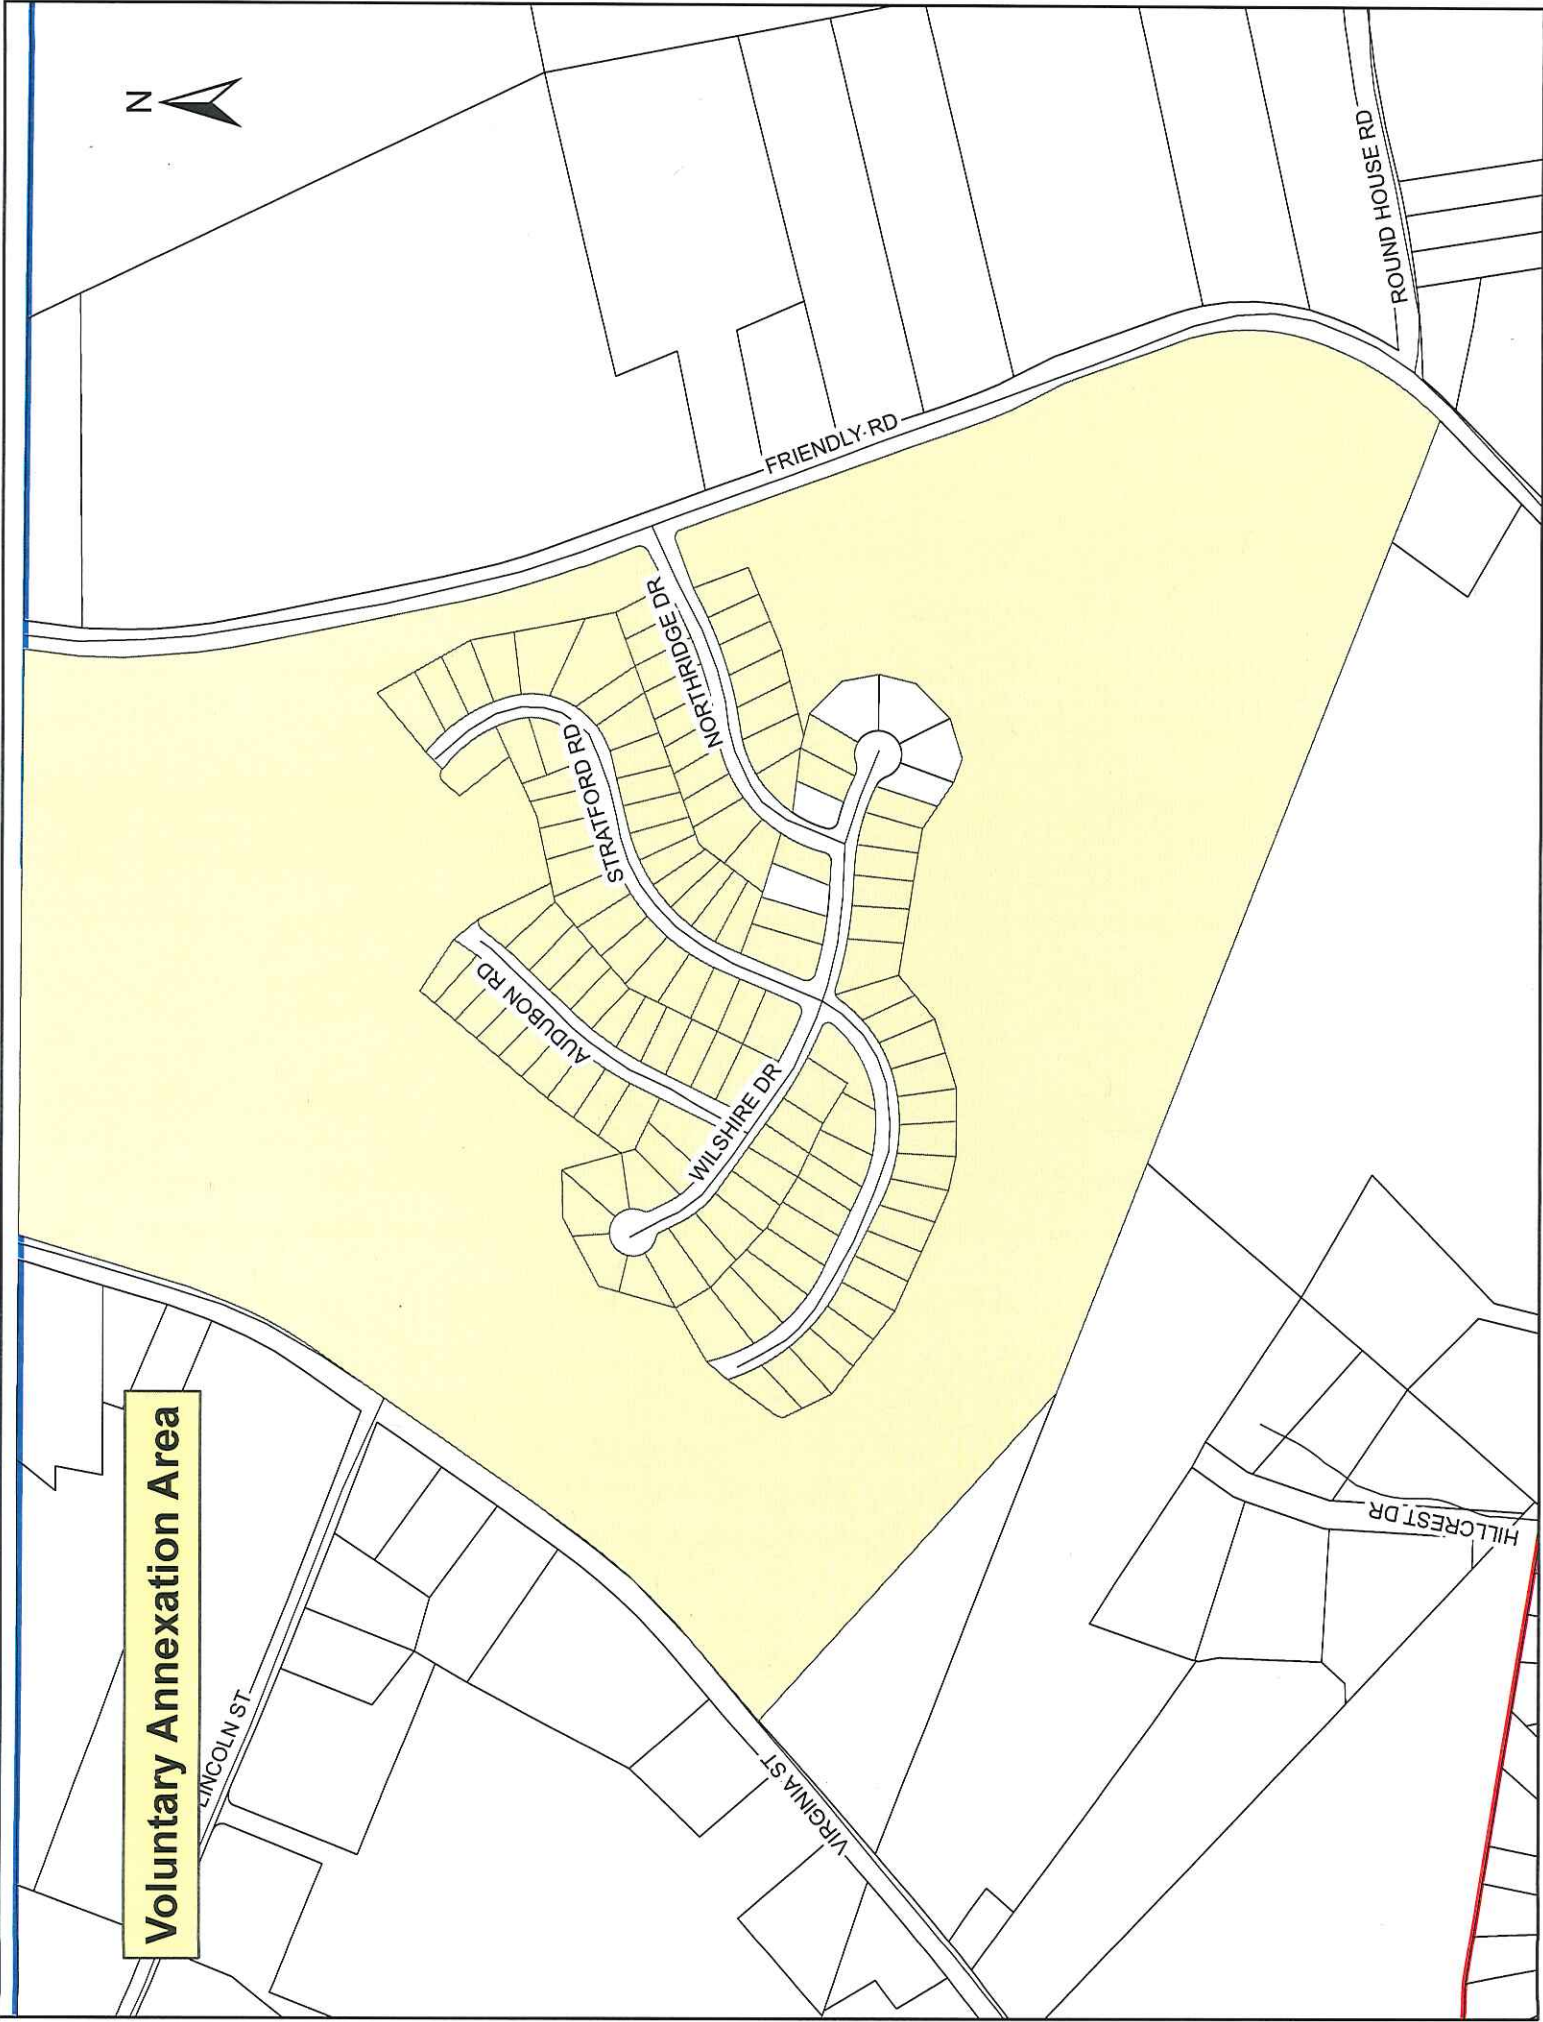 Voluntary Annexation Area
N
LINCOLN ST
VIRGINIA ST
AUDUBON RD
WILSHIRE DR
STRATFORD RD
NORTHRIDGE DR
FRIENDLY RD
ROUND HOUSE RD
HILLCREST DR